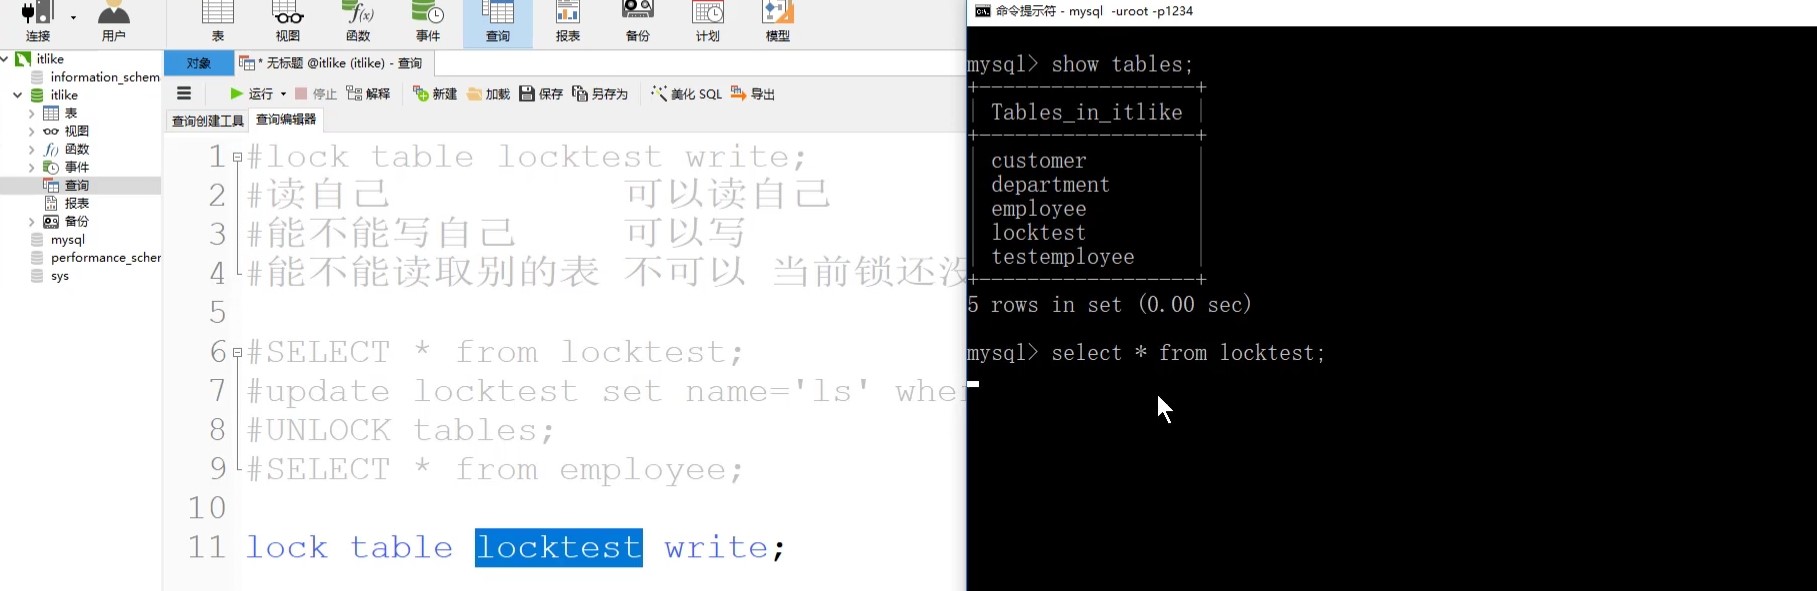 连接
用户
表
视图
函数
事件
查询
报表
备份
计划
模型
itlike
information_schem
itlike
表
视图
函数
事件
查询
报表
备份
mysql
performance_scher
sys
对象
* 无标题 @itlike (itlike) - 查询
运行
停止
解释
新建
加载
保存
另存为
美化 SQL
导出
查询创建工具
查询编辑器
1 #lock table locktest write;
2 #读自己 可以读自己
3 #能不能写自己 可以写
4 #能不能读取别的表 不可以 当前锁还没
5
6 #SELECT * from locktest;
7 #update locktest set name='ls' wher
8 #UNLOCK tables;
9 #SELECT * from employee;
10
11 lock table locktest write;
命令提示符 - mysql -uroot -p1234
mysql> show tables;
+------------------+
| Tables_in_itlike |
+------------------+
| customer |
| department |
| employee |
| locktest |
| testemployee |
+------------------+
5 rows in set (0.00 sec)
mysql> select * from locktest;